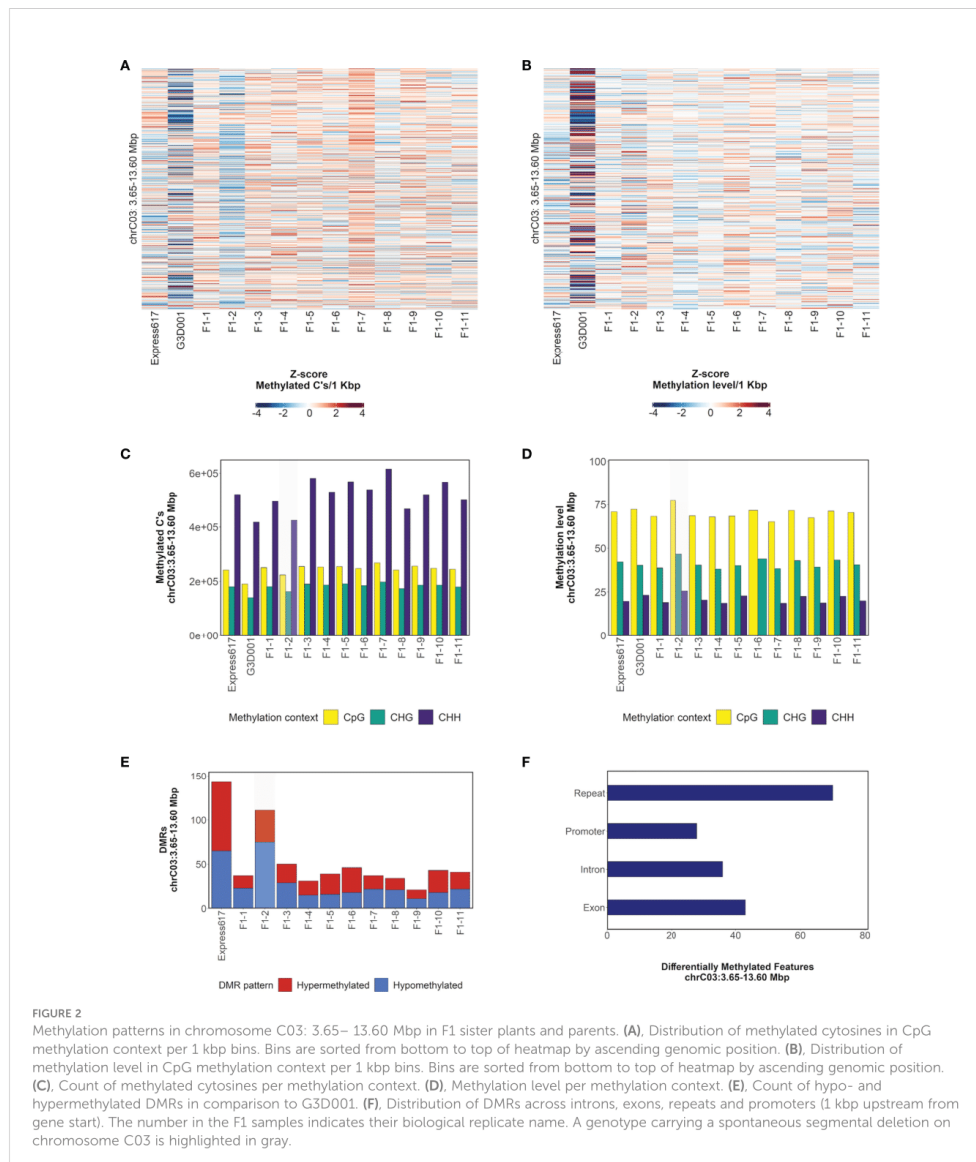 A
chrC03: 3.65-13.60 Mbp
Express617
G3D001
F1-1
F1-2
F1-3
F1-4
F1-5
F1-6
F1-7
F1-8
F1-9
F1-10
F1-11
Z-score
Methylated C's/1 Kbp
-4 -2 0 2 4
B
chrC03: 3.65-13.60 Mbp
Express617
G3D001
F1-1
F1-2
F1-3
F1-4
F1-5
F1-6
F1-7
F1-8
F1-9
F1-10
F1-11
Z-score
Methylation level/1 Kbp
-4 -2 0 2 4
C
Methylated C's
chrC03:3.65-13.60 Mbp
6e+05
4e+05
2e+05
0e+00
Express617
G3D001
F1-1
F1-2
F1-3
F1-4
F1-5
F1-6
F1-7
F1-8
F1-9
F1-10
F1-11
Methylation context CpG CHG CHH
D
Methylation level
chrC03:3.65-13.60 Mbp
100
75
50
25
0
Express617
G3D001
F1-1
F1-2
F1-3
F1-4
F1-5
F1-6
F1-7
F1-8
F1-9
F1-10
F1-11
Methylation context CpG CHG CHH
E
DMRs
chrC03:3.65-13.60 Mbp
150
100
50
0
Express617
F1-1
F1-2
F1-3
F1-4
F1-5
F1-6
F1-7
F1-8
F1-9
F1-10
F1-11
DMR pattern Hypermethylated Hypomethylated
F
Repeat
Promoter
Intron
Exon
0 20 40 60 80
Differentially Methylated Features
chrC03:3.65-13.60 Mbp
FIGURE 2
Methylation patterns in chromosome C03: 3.65– 13.60 Mbp in F1 sister plants and parents. (A), Distribution of methylated cytosines in CpG
methylation context per 1 kbp bins. Bins are sorted from bottom to top of heatmap by ascending genomic position. (B), Distribution of
methylation level in CpG methylation context per 1 kbp bins. Bins are sorted from bottom to top of heatmap by ascending genomic position.
(C), Count of methylated cytosines per methylation context. (D), Methylation level per methylation context. (E), Count of hypo- and
hypermethylated DMRs in comparison to G3D001. (F), Distribution of DMRs across introns, exons, repeats and promoters (1 kbp upstream from
gene start). The number in the F1 samples indicates their biological replicate name. A genotype carrying a spontaneous segmental deletion on
chromosome C03 is highlighted in gray.